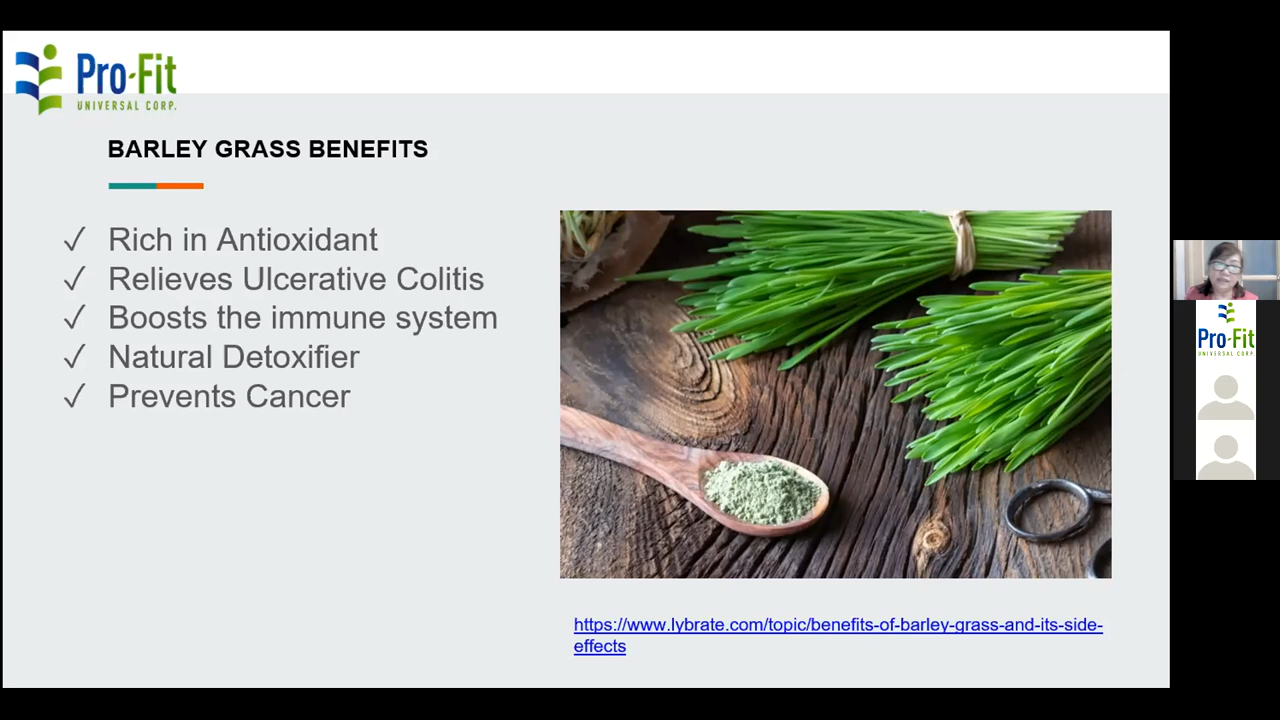 Pro-Fit
UNIVERSAL CORP.
BARLEY GRASS BENEFITS
✓ Rich in Antioxidant
✓ Relieves Ulcerative Colitis
✓ Boosts the immune system
✓ Natural Detoxifier
✓ Prevents Cancer
https://www.lybrate.com/topic/benefits-of-barley-grass-and-its-side-
effects
Pro-Fit
UNIVERSAL CORP.